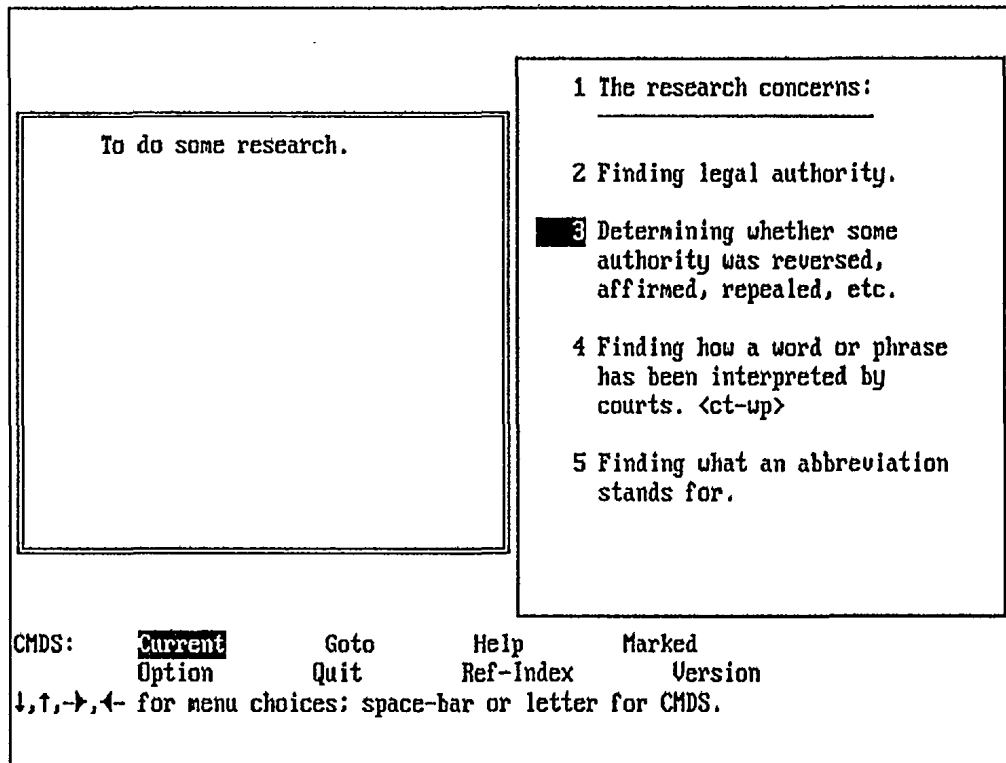 To do some research.
1 The research concerns:
2 Finding legal authority.
3 Determining whether some
authority was reversed,
affirmed, repealed, etc.
4 Finding how a word or phrase
has been interpreted by
courts. <ct-wp>
5 Finding what an abbreviation
stands for.
CMDS: Current Goto Help Marked
Option Quit Ref-Index Version
↓,↑,→,← for menu choices; space-bar or letter for CMDS.